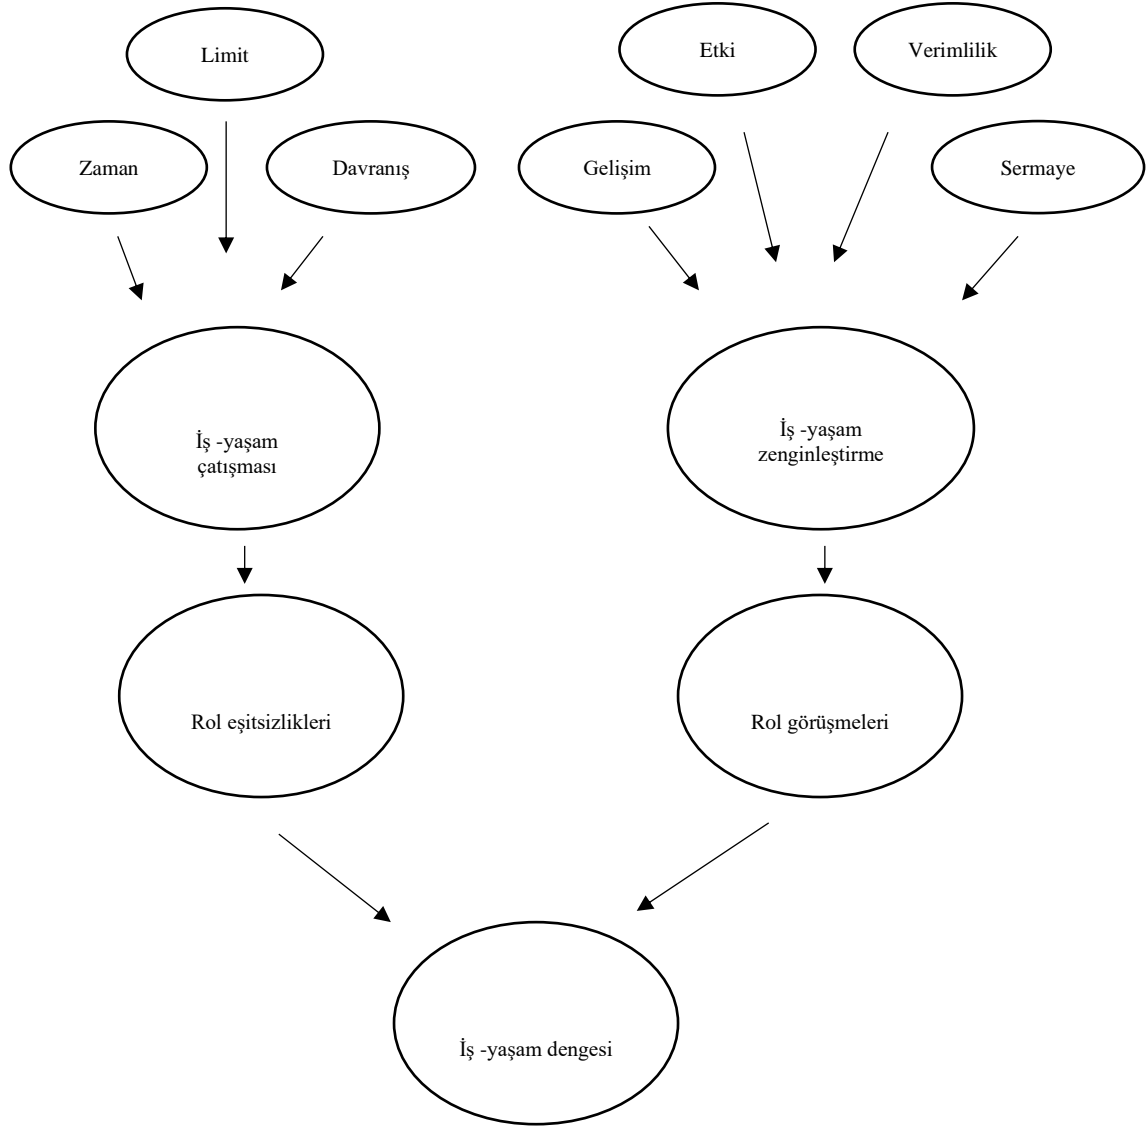 Limit
Etki
Verimlilik
Zaman
Davranış
Gelişim
Sermaye
İş -yaşam
çatışması
İş -yaşam
zenginleştirme
Rol eşitsizlikleri
Rol görüşmeleri
İş -yaşam dengesi